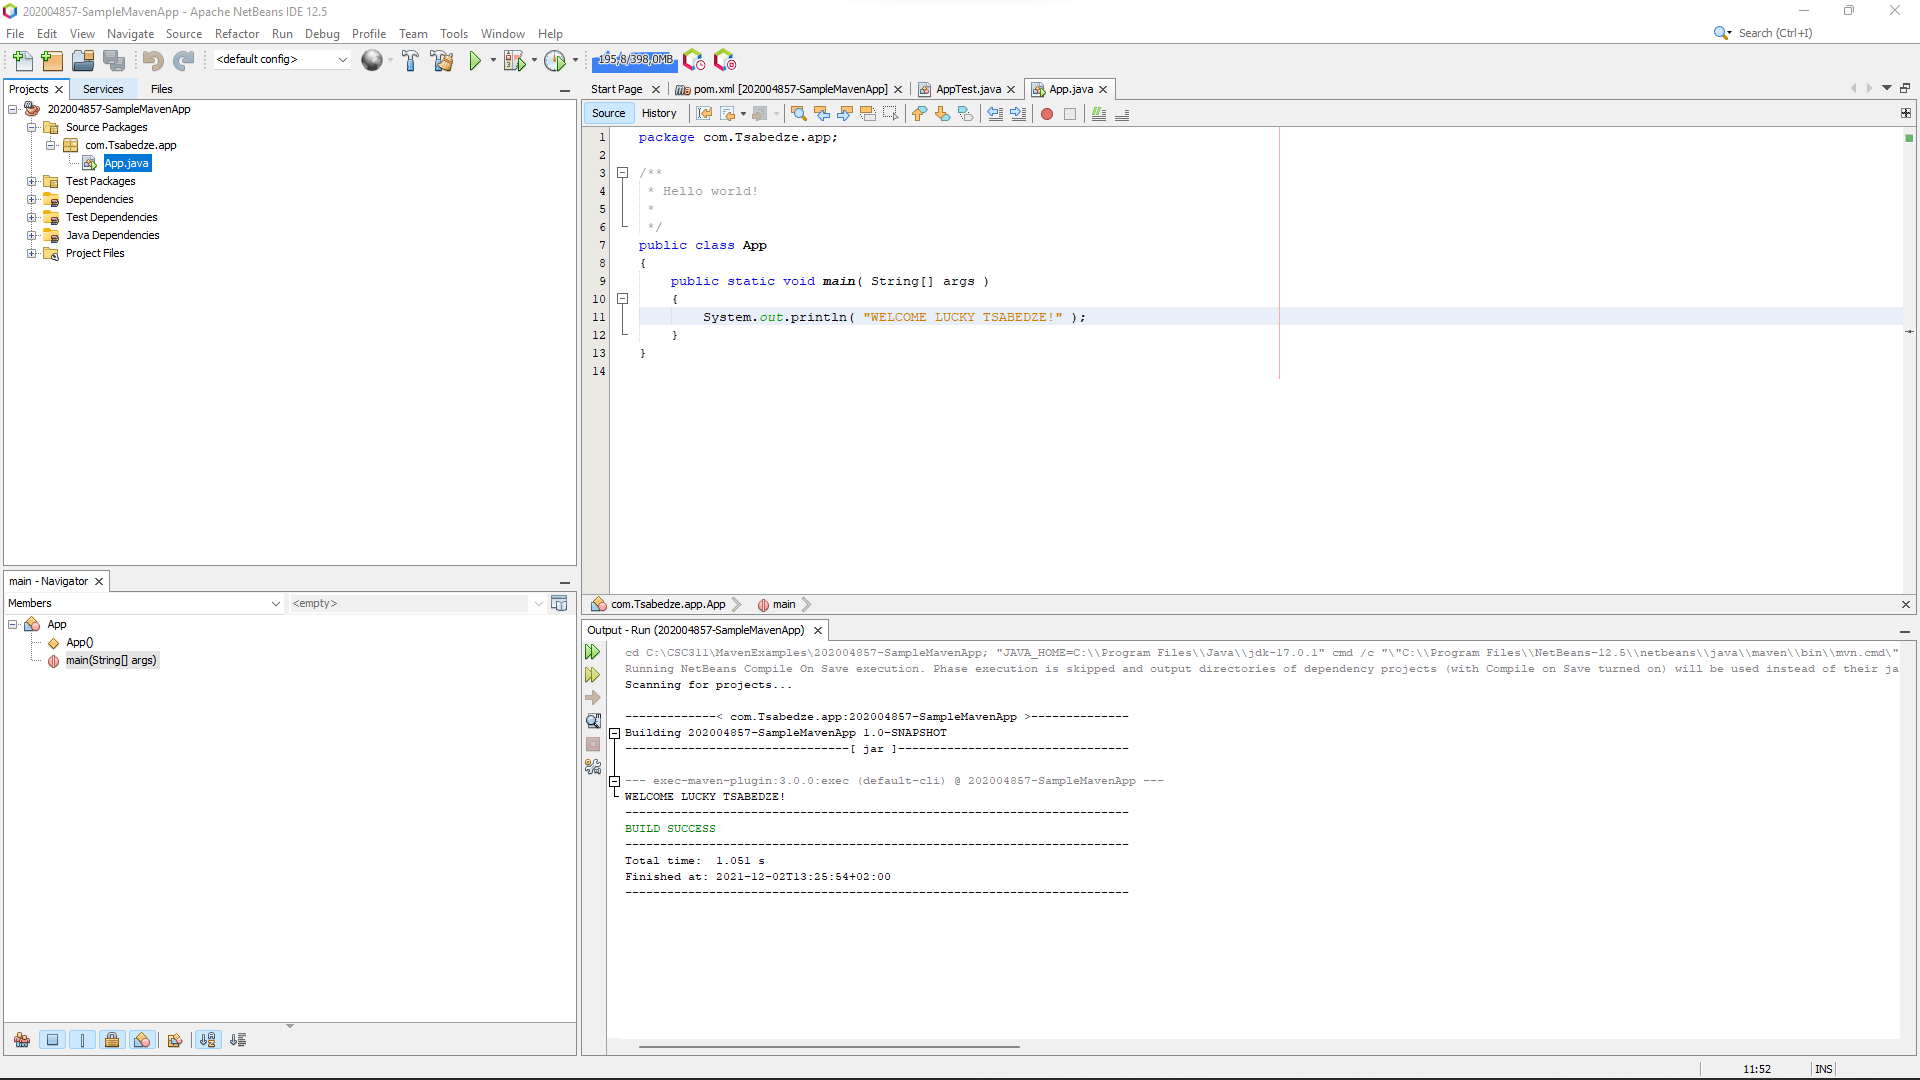 202004857-SampleMavenApp - Apache NetBeans IDE 12.5
File Edit View Navigate Source Refactor Run Debug Profile Team Tools Window Help
Search (Ctrl+I)
<default config>
195,8/398,0MB
Projects Services Files
202004857-SampleMavenApp
Source Packages
com.Tsabedze.app
App.java
Test Packages
Dependencies
Test Dependencies
Java Dependencies
Project Files
Start Page pom.xml [202004857-SampleMavenApp] AppTest.java App.java
Source History
1 package com.Tsabedze.app;
2
3 /**
4 * Hello world!
5 *
6 */
7 public class App
8 {
9 public static void main( String[] args )
10 {
11 System.out.println( "WELCOME LUCKY TSABEDZE!" );
12 }
13 }
14
com.Tsabedze.app.App main
main - Navigator
Members <empty>
App
App()
main(String[] args)
Output - Run (202004857-SampleMavenApp)
cd C:\CSC311\MavenExamples\202004857-SampleMavenApp; "JAVA_HOME=C:\\Program Files\\Java\\jdk-17.0.1" cmd /c "\"C:\\Program Files\\NetBeans-12.5\\netbeans\\java\\maven\\bin\\mvn.cmd\"
Running NetBeans Compile On Save execution. Phase execution is skipped and output directories of dependency projects (with Compile on Save turned on) will be used instead of their ja
Scanning for projects...
-------------< com.Tsabedze.app:202004857-SampleMavenApp >--------------
Building 202004857-SampleMavenApp 1.0-SNAPSHOT
--------------------------------[ jar ]---------------------------------
--- exec-maven-plugin:3.0.0:exec (default-cli) @ 202004857-SampleMavenApp ---
WELCOME LUCKY TSABEDZE!
------------------------------------------------------------------------
BUILD SUCCESS
------------------------------------------------------------------------
Total time:  1.051 s
Finished at: 2021-12-02T13:25:54+02:00
------------------------------------------------------------------------
11:52 INS